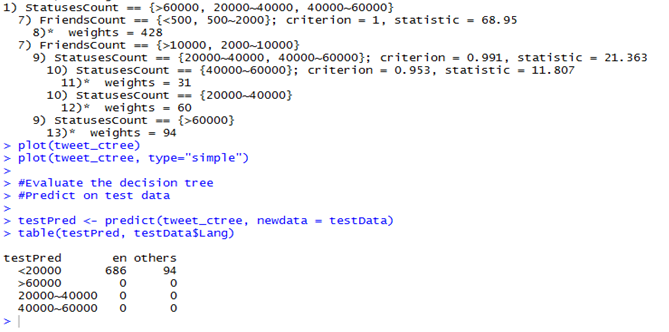 1) StatusesCount == {>60000, 20000~40000, 40000~60000}
7) FriendsCount == {<500, 500~2000}; criterion = 1, statistic = 68.95
8)* weights = 428
7) FriendsCount == {>10000, 2000~10000}
9) StatusesCount == {20000~40000, 40000~60000}; criterion = 0.991, statistic = 21.363
10) StatusesCount == {40000~60000}; criterion = 0.953, statistic = 11.807
11)* weights = 31
10) StatusesCount == {20000~40000}
12)* weights = 60
9) StatusesCount == {>60000}
13)* weights = 94
> plot(tweet_ctree)
> plot(tweet_ctree, type="simple")
>
> #Evaluate the decision tree
> #Predict on test data
>
> testPred <- predict(tweet_ctree, newdata = testData)
> table(testPred, testData$Lang)
testPred en others
<20000 686 94
>60000 0 0
20000~40000 0 0
40000~60000 0 0
>